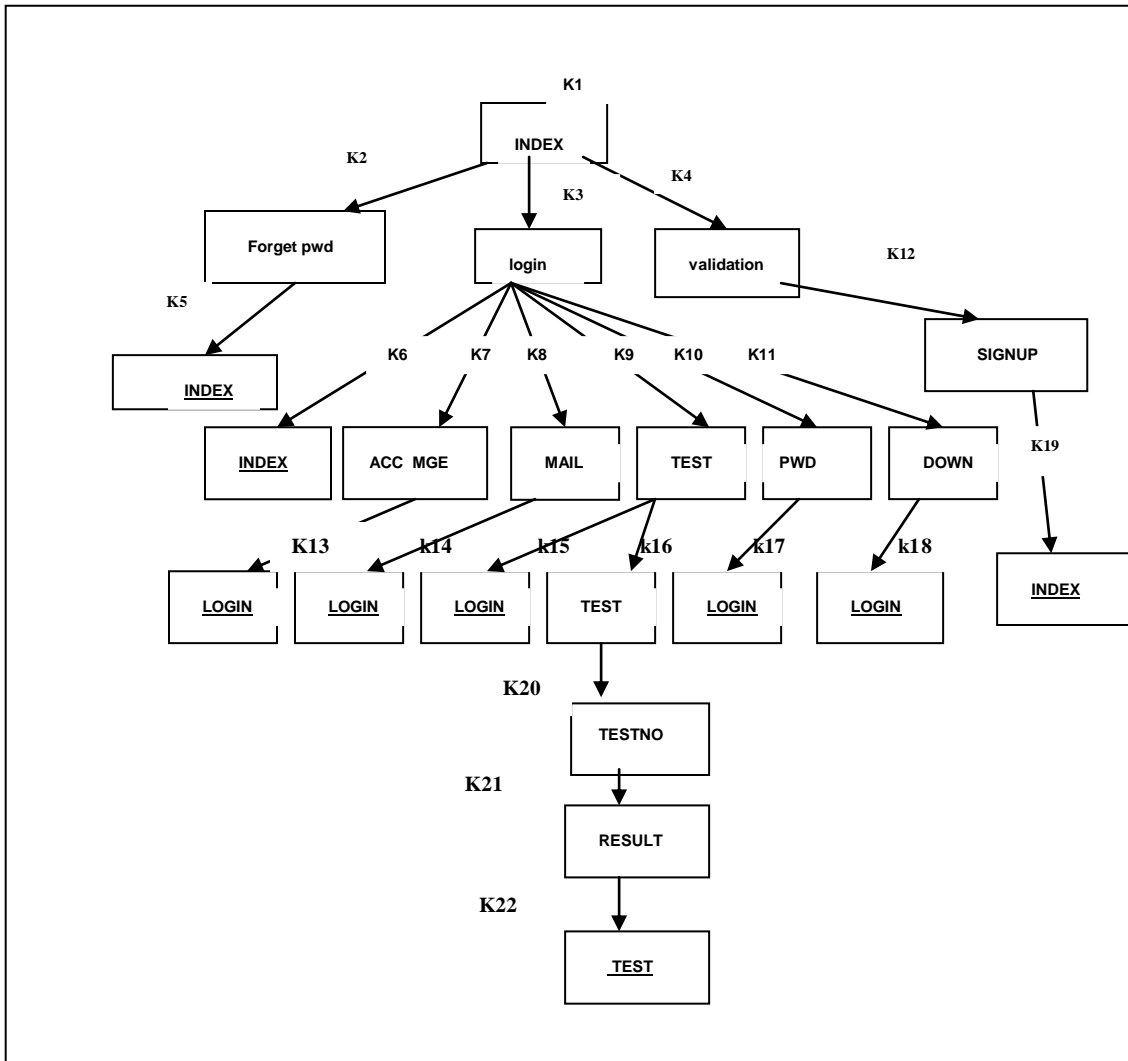 K1
INDEX
K2
K4
K3
Forget pwd
login
validation
K12
K5
K6
K7
K8
K9
K10
K11
SIGNUP
INDEX
K19
INDEX
ACC MGE
MAIL
TEST
PWD
DOWN
K13
k14
k15
k16
k17
k18
LOGIN
LOGIN
LOGIN
TEST
LOGIN
LOGIN
INDEX
K20
TESTNO
K21
RESULT
K22
TEST